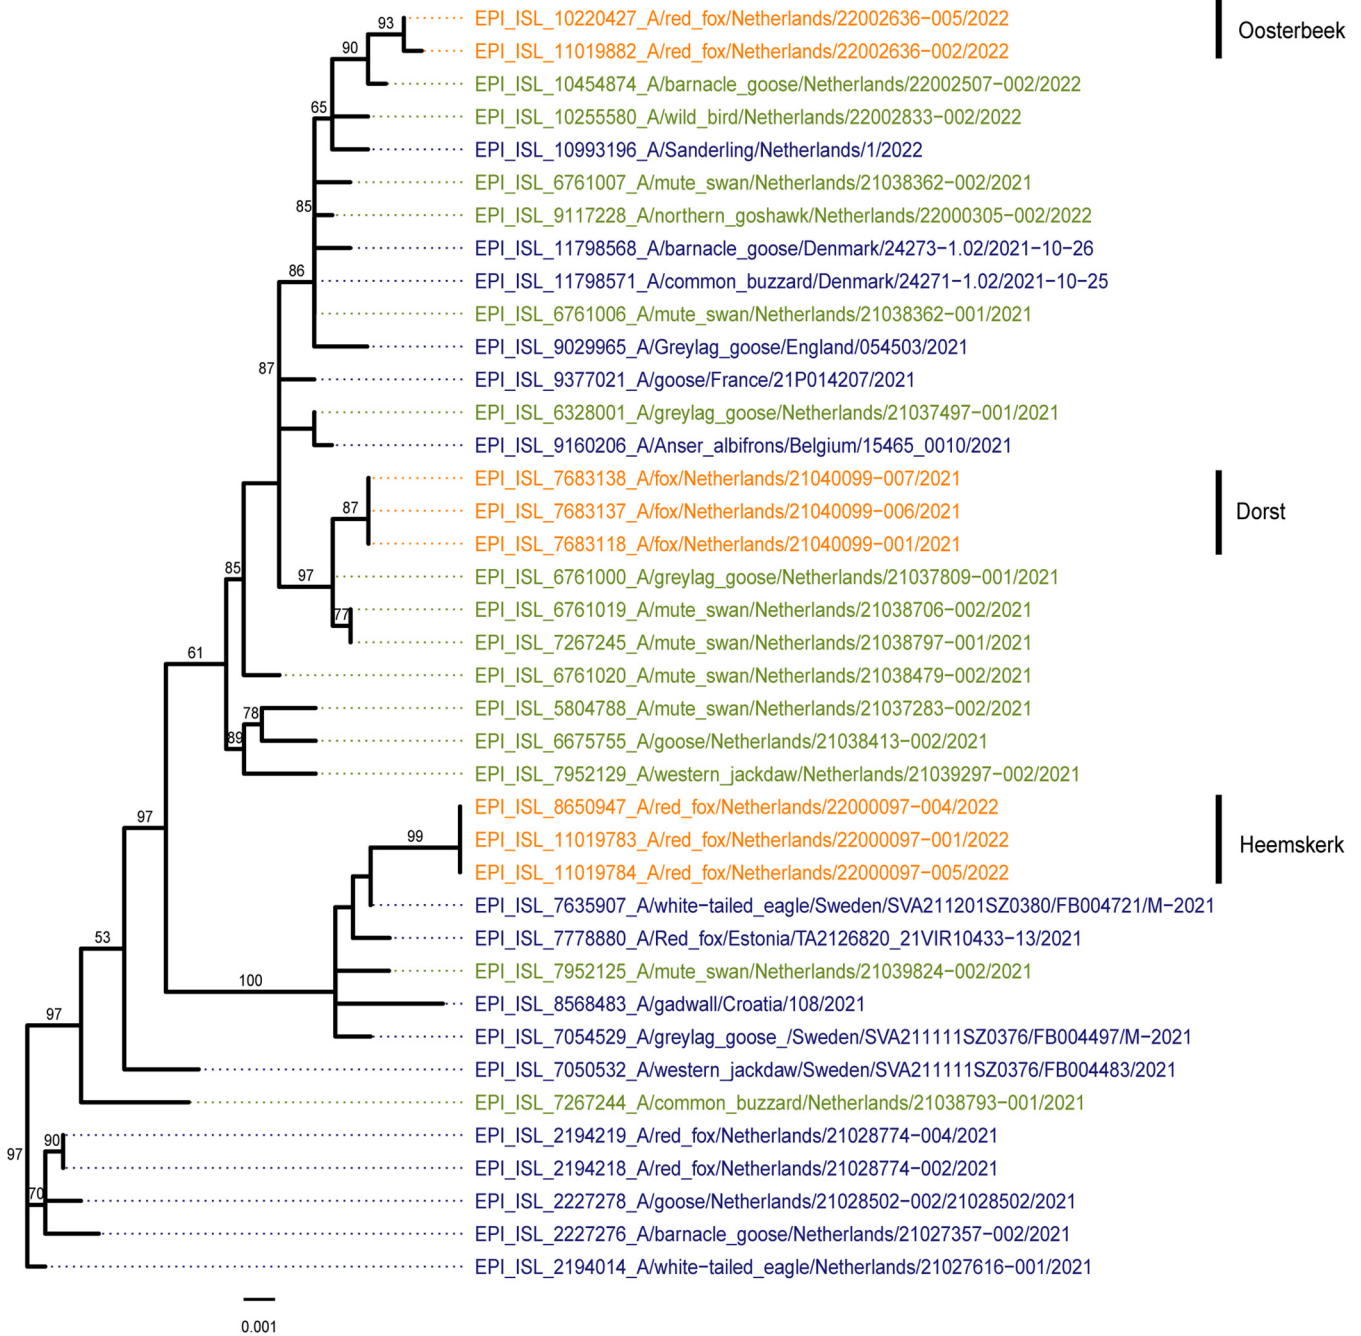 93
EPI_ISL_10220427_A/red_fox/Netherlands/22002636−005/2022
Oosterbeek
90
EPI_ISL_11019882_A/red_fox/Netherlands/22002636−002/2022
EPI_ISL_10454874_A/barnacle_goose/Netherlands/22002507−002/2022
65
EPI_ISL_10255580_A/wild_bird/Netherlands/22002833−002/2022
EPI_ISL_10993196_A/Sanderling/Netherlands/1/2022
EPI_ISL_6761007_A/mute_swan/Netherlands/21038362−002/2021
85
EPI_ISL_9117228_A/northern_goshawk/Netherlands/22000305−002/2022
EPI_ISL_11798568_A/barnacle_goose/Denmark/24273−1.02/2021−10−26
86
EPI_ISL_11798571_A/common_buzzard/Denmark/24271−1.02/2021−10−25
EPI_ISL_6761006_A/mute_swan/Netherlands/21038362−001/2021
EPI_ISL_9029965_A/Greylag_goose/England/054503/2021
87
EPI_ISL_9377021_A/goose/France/21P014207/2021
EPI_ISL_6328001_A/greylag_goose/Netherlands/21037497−001/2021
EPI_ISL_9160206_A/Anser_albifrons/Belgium/15465_0010/2021
EPI_ISL_7683138_A/fox/Netherlands/21040099−007/2021
87
EPI_ISL_7683137_A/fox/Netherlands/21040099−006/2021
Dorst
EPI_ISL_7683118_A/fox/Netherlands/21040099−001/2021
85
97
EPI_ISL_6761000_A/greylag_goose/Netherlands/21037809−001/2021
EPI_ISL_6761019_A/mute_swan/Netherlands/21038706−002/2021
77
EPI_ISL_7267245_A/mute_swan/Netherlands/21038797−001/2021
61
EPI_ISL_6761020_A/mute_swan/Netherlands/21038479−002/2021
78
EPI_ISL_5804788_A/mute_swan/Netherlands/21037283−002/2021
89
EPI_ISL_6675755_A/goose/Netherlands/21038413−002/2021
EPI_ISL_7952129_A/western_jackdaw/Netherlands/21039297−002/2021
EPI_ISL_8650947_A/red_fox/Netherlands/22000097−004/2022
97
99
EPI_ISL_11019783_A/red_fox/Netherlands/22000097−001/2022
Heemskerk
EPI_ISL_11019784_A/red_fox/Netherlands/22000097−005/2022
EPI_ISL_7635907_A/white−tailed_eagle/Sweden/SVA211201SZ0380/FB004721/M−2021
53
EPI_ISL_7778880_A/Red_fox/Estonia/TA2126820_21VIR10433−13/2021
100
EPI_ISL_7952125_A/mute_swan/Netherlands/21039824−002/2021
EPI_ISL_8568483_A/gadwall/Croatia/108/2021
97
EPI_ISL_7054529_A/greylag_goose_/Sweden/SVA211111SZ0376/FB004497/M−2021
EPI_ISL_7050532_A/western_jackdaw/Sweden/SVA211111SZ0376/FB004483/2021
EPI_ISL_7267244_A/common_buzzard/Netherlands/21038793−001/2021
90
EPI_ISL_2194219_A/red_fox/Netherlands/21028774−004/2021
97
EPI_ISL_2194218_A/red_fox/Netherlands/21028774−002/2021
70
EPI_ISL_2227278_A/goose/Netherlands/21028502−002/21028502/2021
EPI_ISL_2227276_A/barnacle_goose/Netherlands/21027357−002/2021
EPI_ISL_2194014_A/white−tailed_eagle/Netherlands/21027616−001/2021
0.001